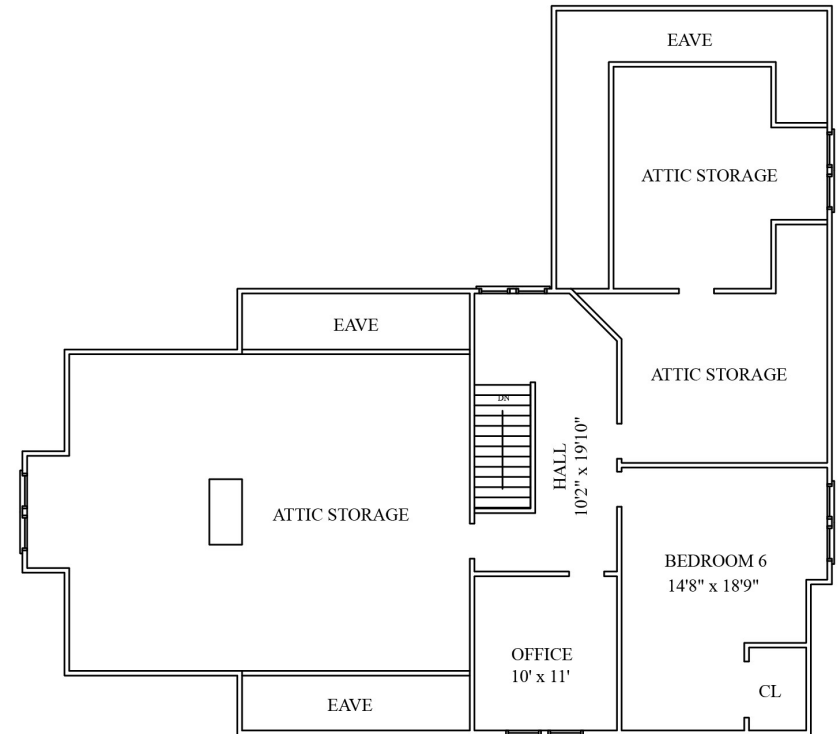 EAVE
ATTIC STORAGE
EAVE
ATTIC STORAGE
DN
HALL
10'2" x 19'10"
ATTIC STORAGE
BEDROOM 6
14'8" x 18'9"
OFFICE
10' x 11'
CL
EAVE